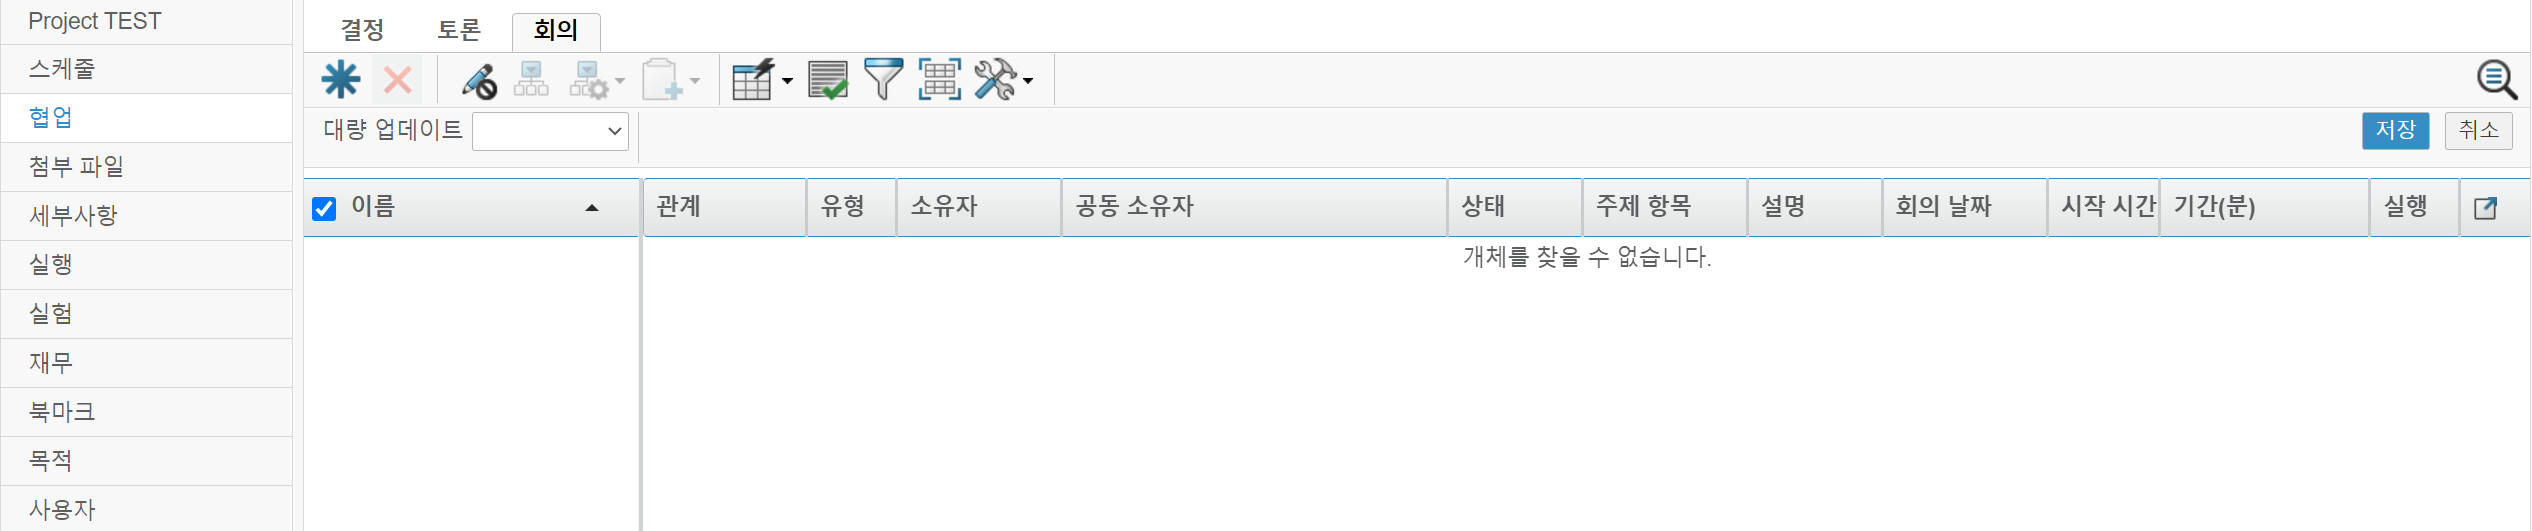 Project TEST
스케줄
협업
첨부 파일
세부사항
실행
실험
재무
북마크
목적
사용자
결정 토론 회의
대량 업데이트
저장 취소
이름 관계 유형 소유자 공동 소유자 상태 주제 항목 설명 회의 날짜 시작 시간 기간(분) 실행
개체를 찾을 수 없습니다.